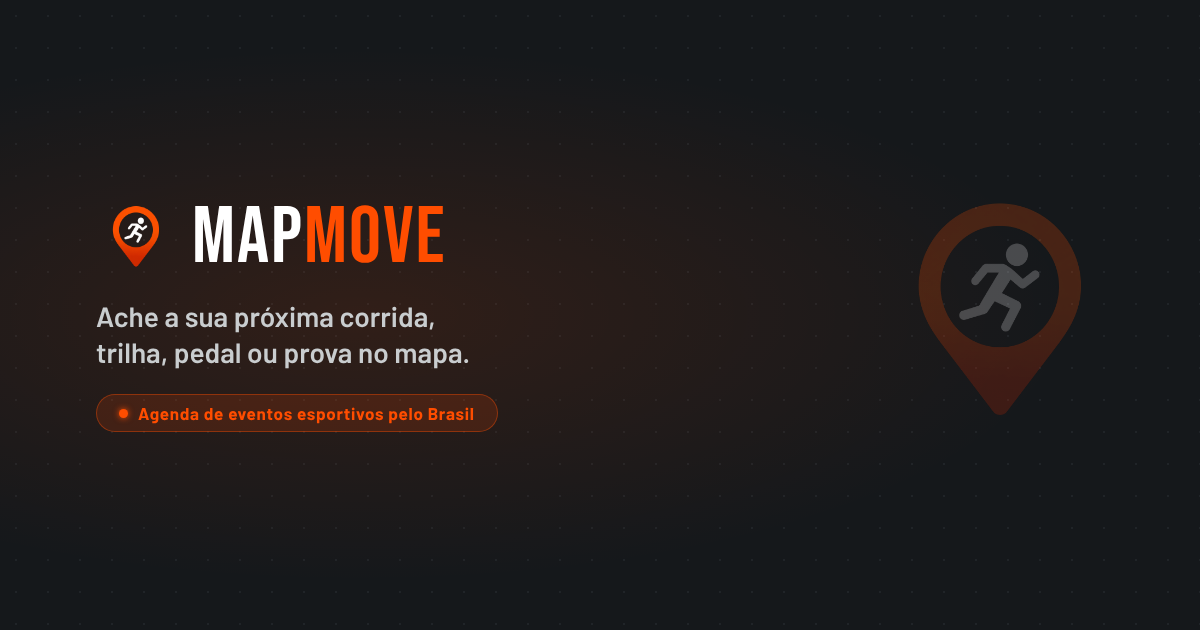 MAPMOVE
Ache a sua próxima corrida,
trilha, pedal ou prova no mapa.
Agenda de eventos esportivos pelo Brasil